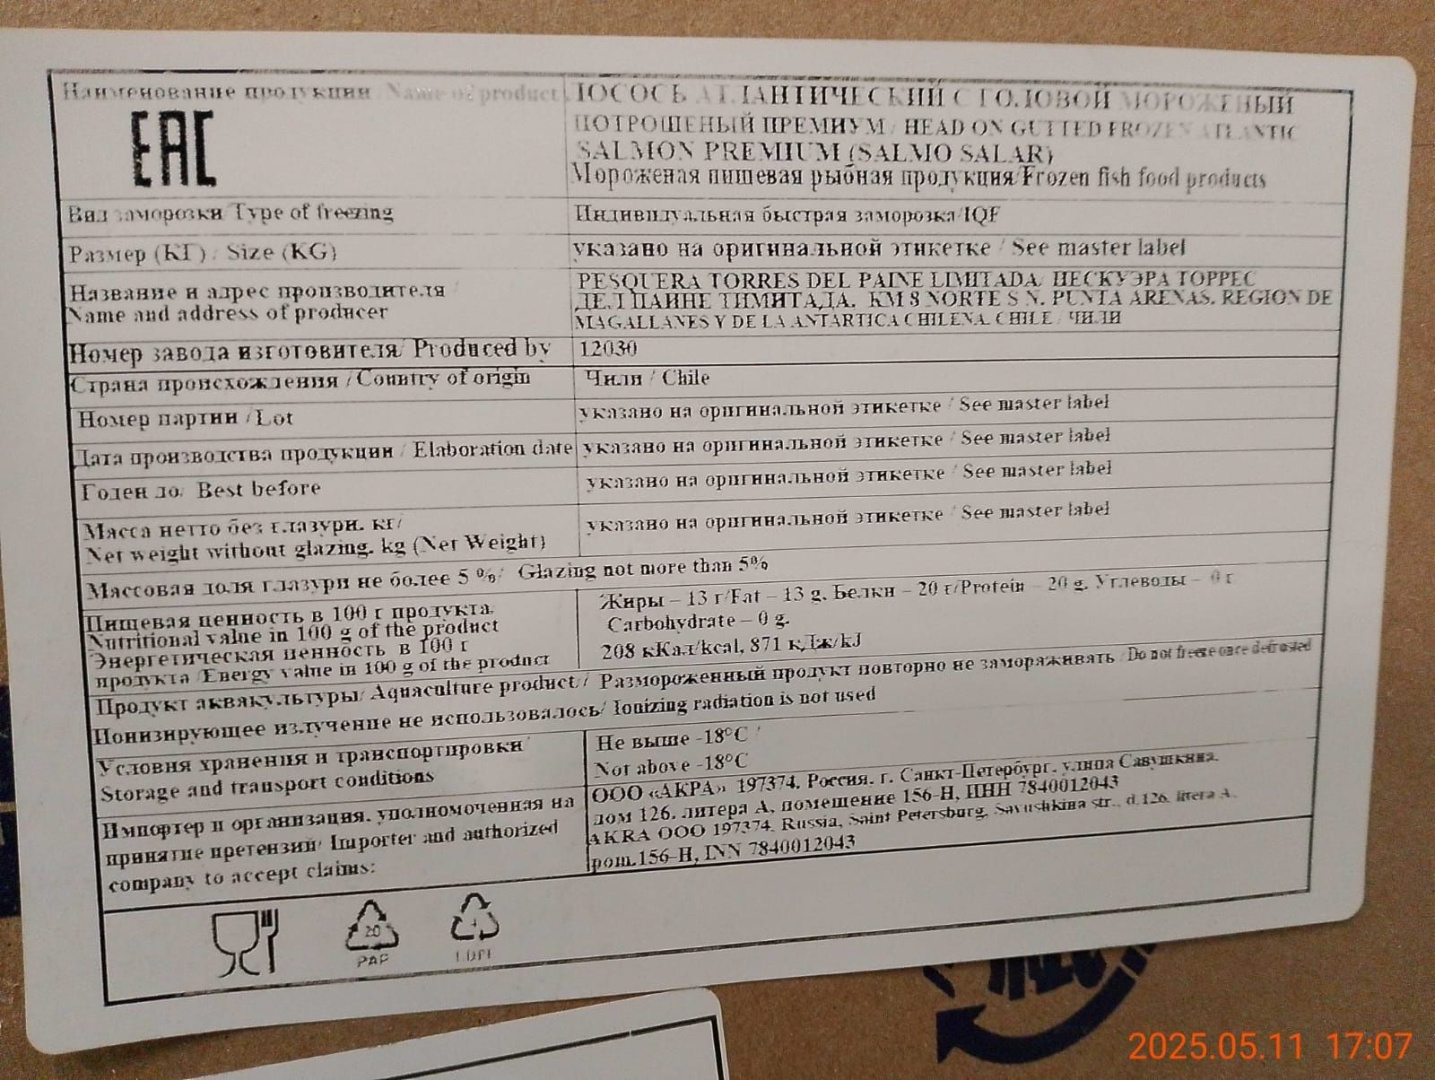 Наименование продукции / Name of product
EAC
ЛОСОСЬ АТЛАНТИЧЕСКИЙ С ГОЛОВОЙ МОРОЖЕНЫЙ
ПОТРОШЕНЫЙ ПРЕМИУМ / HEAD ON GUTTED FROZEN ATLANTIC
SALMON PREMIUM (SALMO SALAR)
Мороженая пищевая рыбная продукция/Frozen fish food products
Вид заморозки/Type of freezing
Индивидуальная быстрая заморозка/IQF
Размер (КГ) / Size (KG)
указано на оригинальной этикетке / See master label
Название и адрес производителя
Name and address of producer
PESQUERA TORRES DEL PAINE LIMITADA/ ПЕСКУЭРА ТОРРЕС
ДЕЛ ПАИНЕ ЛИМИТАДА. KM 8 NORTE S N. PUNTA ARENAS. REGION DE
MAGALLANES Y DE LA ANTARTICA CHILENA. CHILE / ЧИЛИ
Номер завода изготовителя/ Produced by
12030
Страна происхождения / Country of origin
Чили / Chile
Номер партии / Lot
указано на оригинальной этикетке / See master label
Дата производства продукции / Elaboration date
указано на оригинальной этикетке / See master label
Годен до/ Best before
указано на оригинальной этикетке / See master label
Масса нетто без глазури, кг/
Net weight without glazing, kg (Net Weight)
указано на оригинальной этикетке / See master label
Массовая доля глазури не более 5 %/ Glazing not more than 5%
Пищевая ценность в 100 г продукта
Nutritional value in 100 g of the product
Энергетическая ценность в 100 г
продукта /Energy value in 100 g of the product
Жиры – 13 г/Fat – 13 g, Белки – 20 г/Protein – 20 g, Углеводы – 0 г
Carbohydrate – 0 g.
208 кКал/kcal, 871 кДж/kJ
Продукт аквакультуры/ Aquaculture product / Размороженный продукт повторно не замораживать / Do not freeze once defrosted
Ионизирующее излучение не использовалось/ Ionizing radiation is not used
Условия хранения и транспортировки/
Storage and transport conditions
Не выше -18°C /
Not above -18°C
Импортер и организация, уполномоченная на
принятие претензий/ Importer and authorized
company to accept claims:
ООО «АКРА» 197374, Россия, г. Санкт-Петербург, улица Савушкина,
дом 126, литера А, помещение 156-Н, ИНН 7840012043
AKRA OOO 197374, Russia, Saint Petersburg, Savushkina str., d.126, litera A,
pom.156-H, INN 7840012043
20
PAP
4
LDPE
2025.05.11 17:07